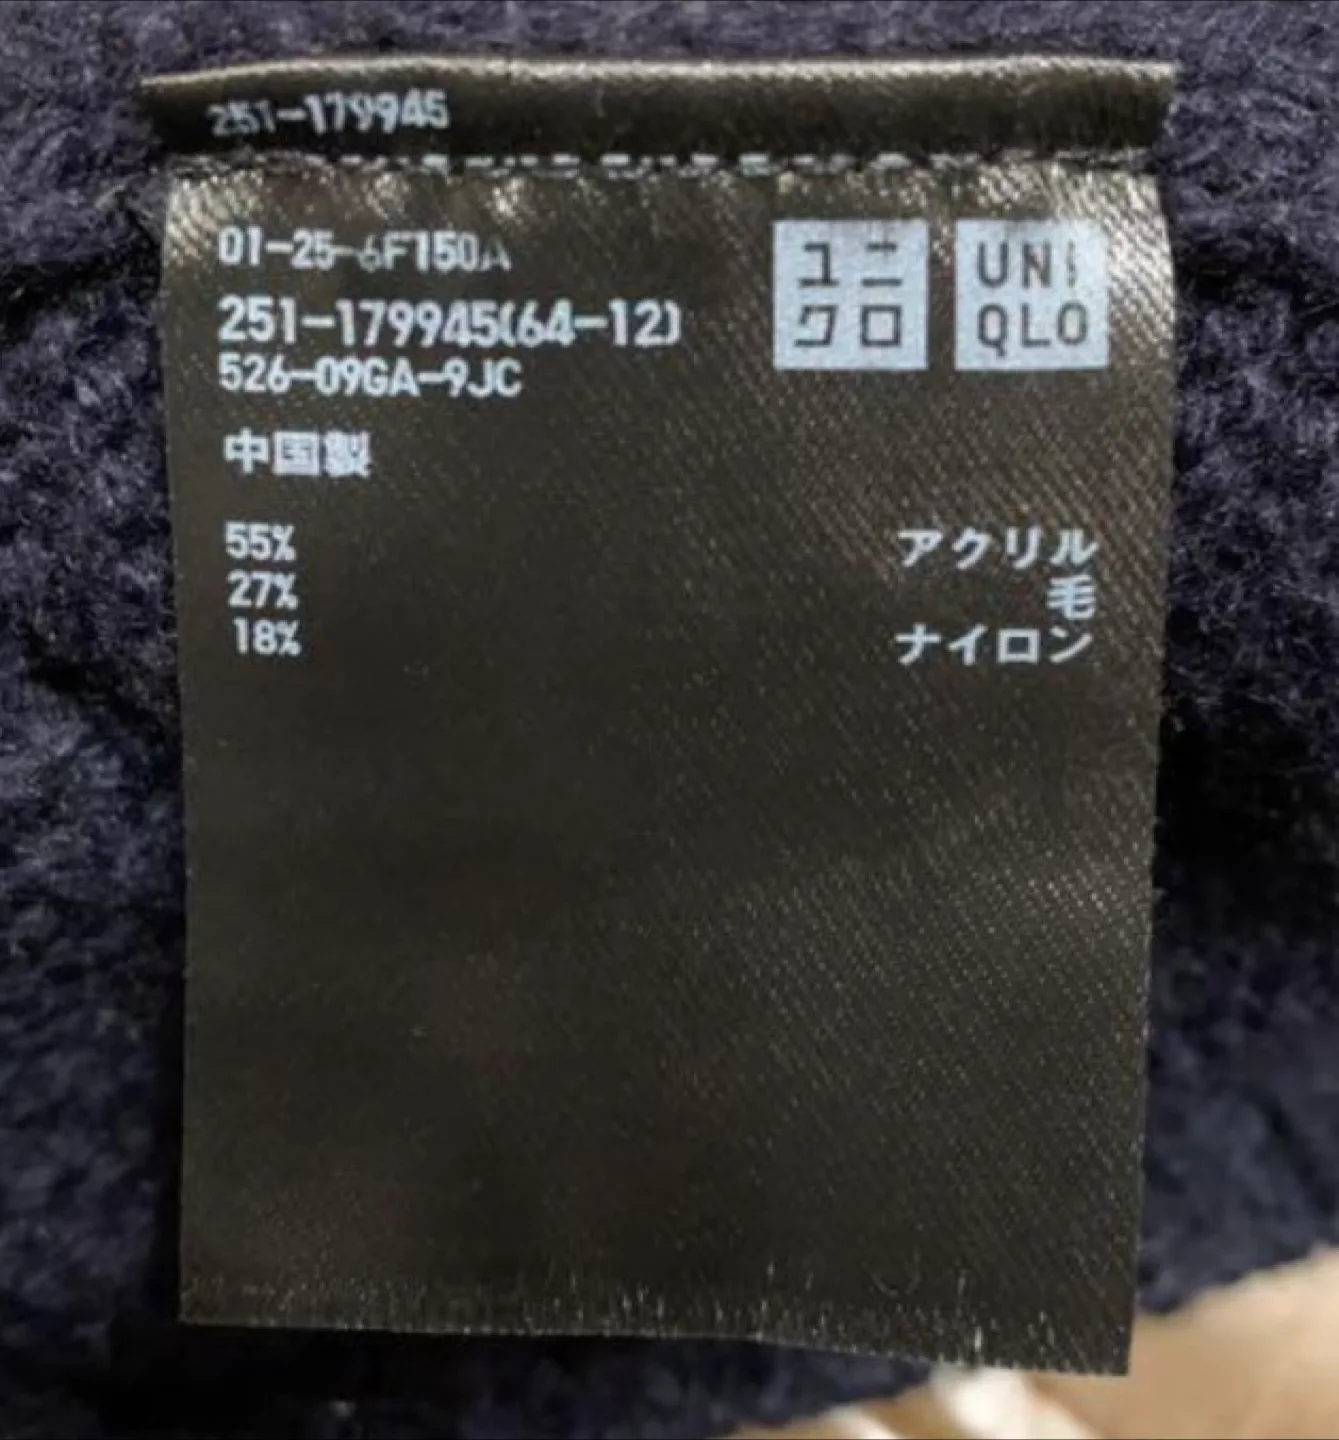 251-179945
01-25-6F150A
ユニ
クロ
UNI
QLO
251-179945(64-12)
526-09GA-9JC
中国製
55% アクリル
27% 毛
18% ナイロン